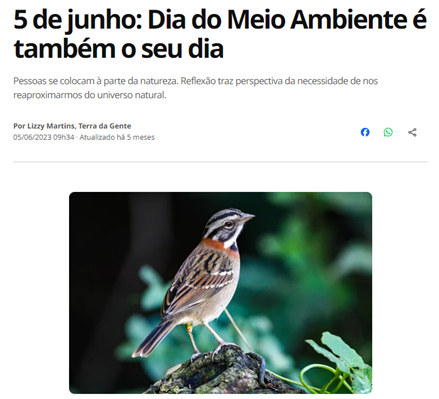 5 de junho: Dia do Meio Ambiente é
também o seu dia
Pessoas se colocam à parte da natureza. Reflexão traz perspectiva da necessidade de nos
reaproximarmos do universo natural.
Por Lizzy Martins, Terra da Gente
05/06/2023 09h34 · Atualizado há 5 meses